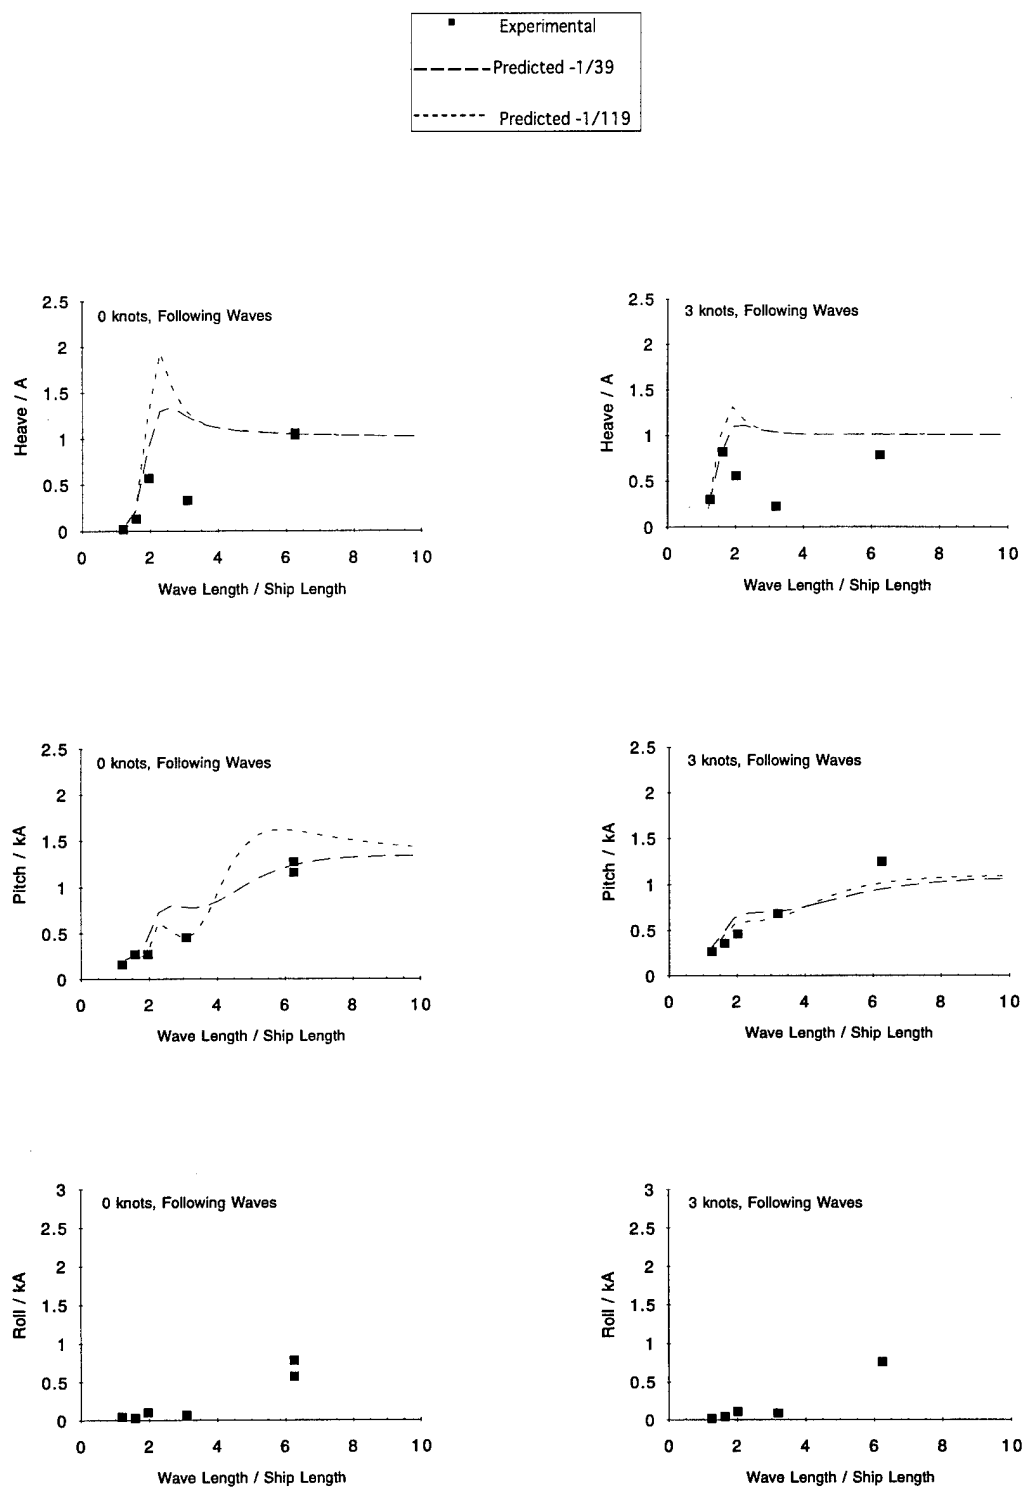 Experimental
Predicted -1/39
Predicted -1/119
0 knots, Following Waves
Heave / A
2.5
2
1.5
1
0.5
0
0 2 4 6 8 10
Wave Length / Ship Length
3 knots, Following Waves
Heave / A
2.5
2
1.5
1
0.5
0
0 2 4 6 8 10
Wave Length / Ship Length
0 knots, Following Waves
Pitch / kA
2.5
2
1.5
1
0.5
0
0 2 4 6 8 10
Wave Length / Ship Length
3 knots, Following Waves
Pitch / kA
2.5
2
1.5
1
0.5
0
0 2 4 6 8 10
Wave Length / Ship Length
0 knots, Following Waves
Roll / kA
3
2.5
2
1.5
1
0.5
0
0 2 4 6 8 10
Wave Length / Ship Length
3 knots, Following Waves
Roll / kA
3
2.5
2
1.5
1
0.5
0
0 2 4 6 8 10
Wave Length / Ship Length